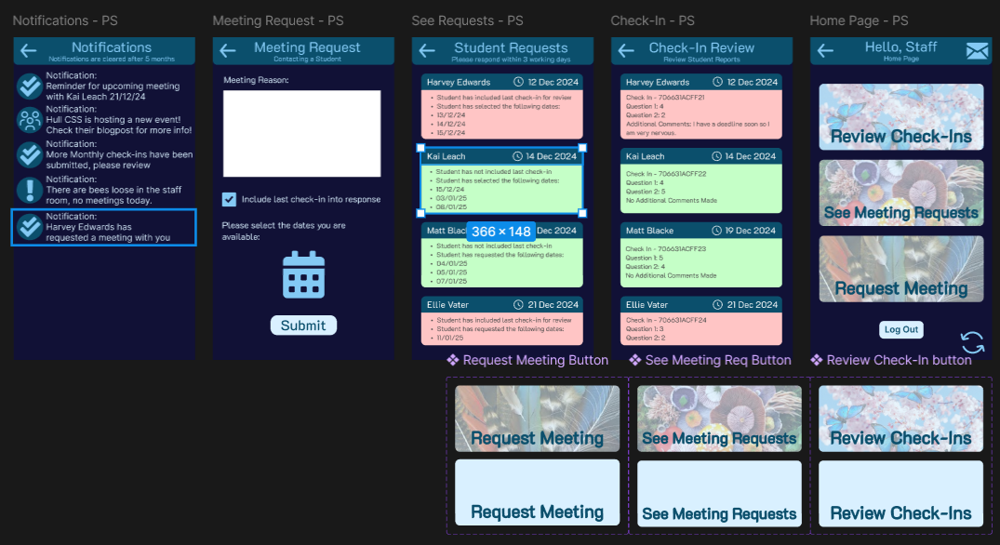 Notifications - PS
Notifications
Notifications are cleared after 5 months
Notification:
Reminder for upcoming meeting
with Kai Leach 21/12/24
Notification:
Hull CSS is hosting a new event!
Check their blogpost for more info!
Notification:
More Monthly check-ins have been
submitted, please review
Notification:
There are bees loose in the staff
room, no meetings today.
Notification:
Harvey Edwards has
requested a meeting with you
Meeting Request - PS
Meeting Request
Contacting a Student
Meeting Reason:
Include last check-in into response
Please select the dates you are
available:
Submit
See Requests - PS
Student Requests
Please respond within 3 working days
Harvey Edwards 12 Dec 2024
• Student has included last check-in for review
• Student has selected the following dates:
• 13/12/24
• 14/12/24
• 15/12/24
Kai Leach 14 Dec 2024
• Student has not included last check-in
• Student has selected the following dates:
• 15/12/24
• 03/01/25
• 08/01/25
Matt Blac Dec 2024
366 × 148
• Student has not included last check-in
• Student has requested the following dates:
• 04/01/25
• 05/01/25
• 07/01/25
Ellie Vater 21 Dec 2024
• Student has included last check-in for review
• Student has requested the following dates:
• 11/01/25
Check-In - PS
Check-In Review
Review Student Reports
Harvey Edwards 12 Dec 2024
Check In - 706631ACFF21
Question 1: 4
Question 2: 2
Additional Comments: I have a deadline soon so I
am very nervous.
Kai Leach 14 Dec 2024
Check In - 706631ACFF22
Question 1: 4
Question 2: 5
No Additional Comments Made
Matt Blacke 19 Dec 2024
Check In - 706631ACFF23
Question 1: 5
Question 2: 4
No Additional Comments Made
Ellie Vater 21 Dec 2024
Check In - 706631ACFF24
Question 1: 3
Question 2: 2
Home Page - PS
Hello, Staff
Home Page
Review Check-Ins
See Meeting Requests
Request Meeting
Log Out
Request Meeting Button
Request Meeting
Request Meeting
See Meeting Req Button
See Meeting Requests
See Meeting Requests
Review Check-In button
Review Check-Ins
Review Check-Ins